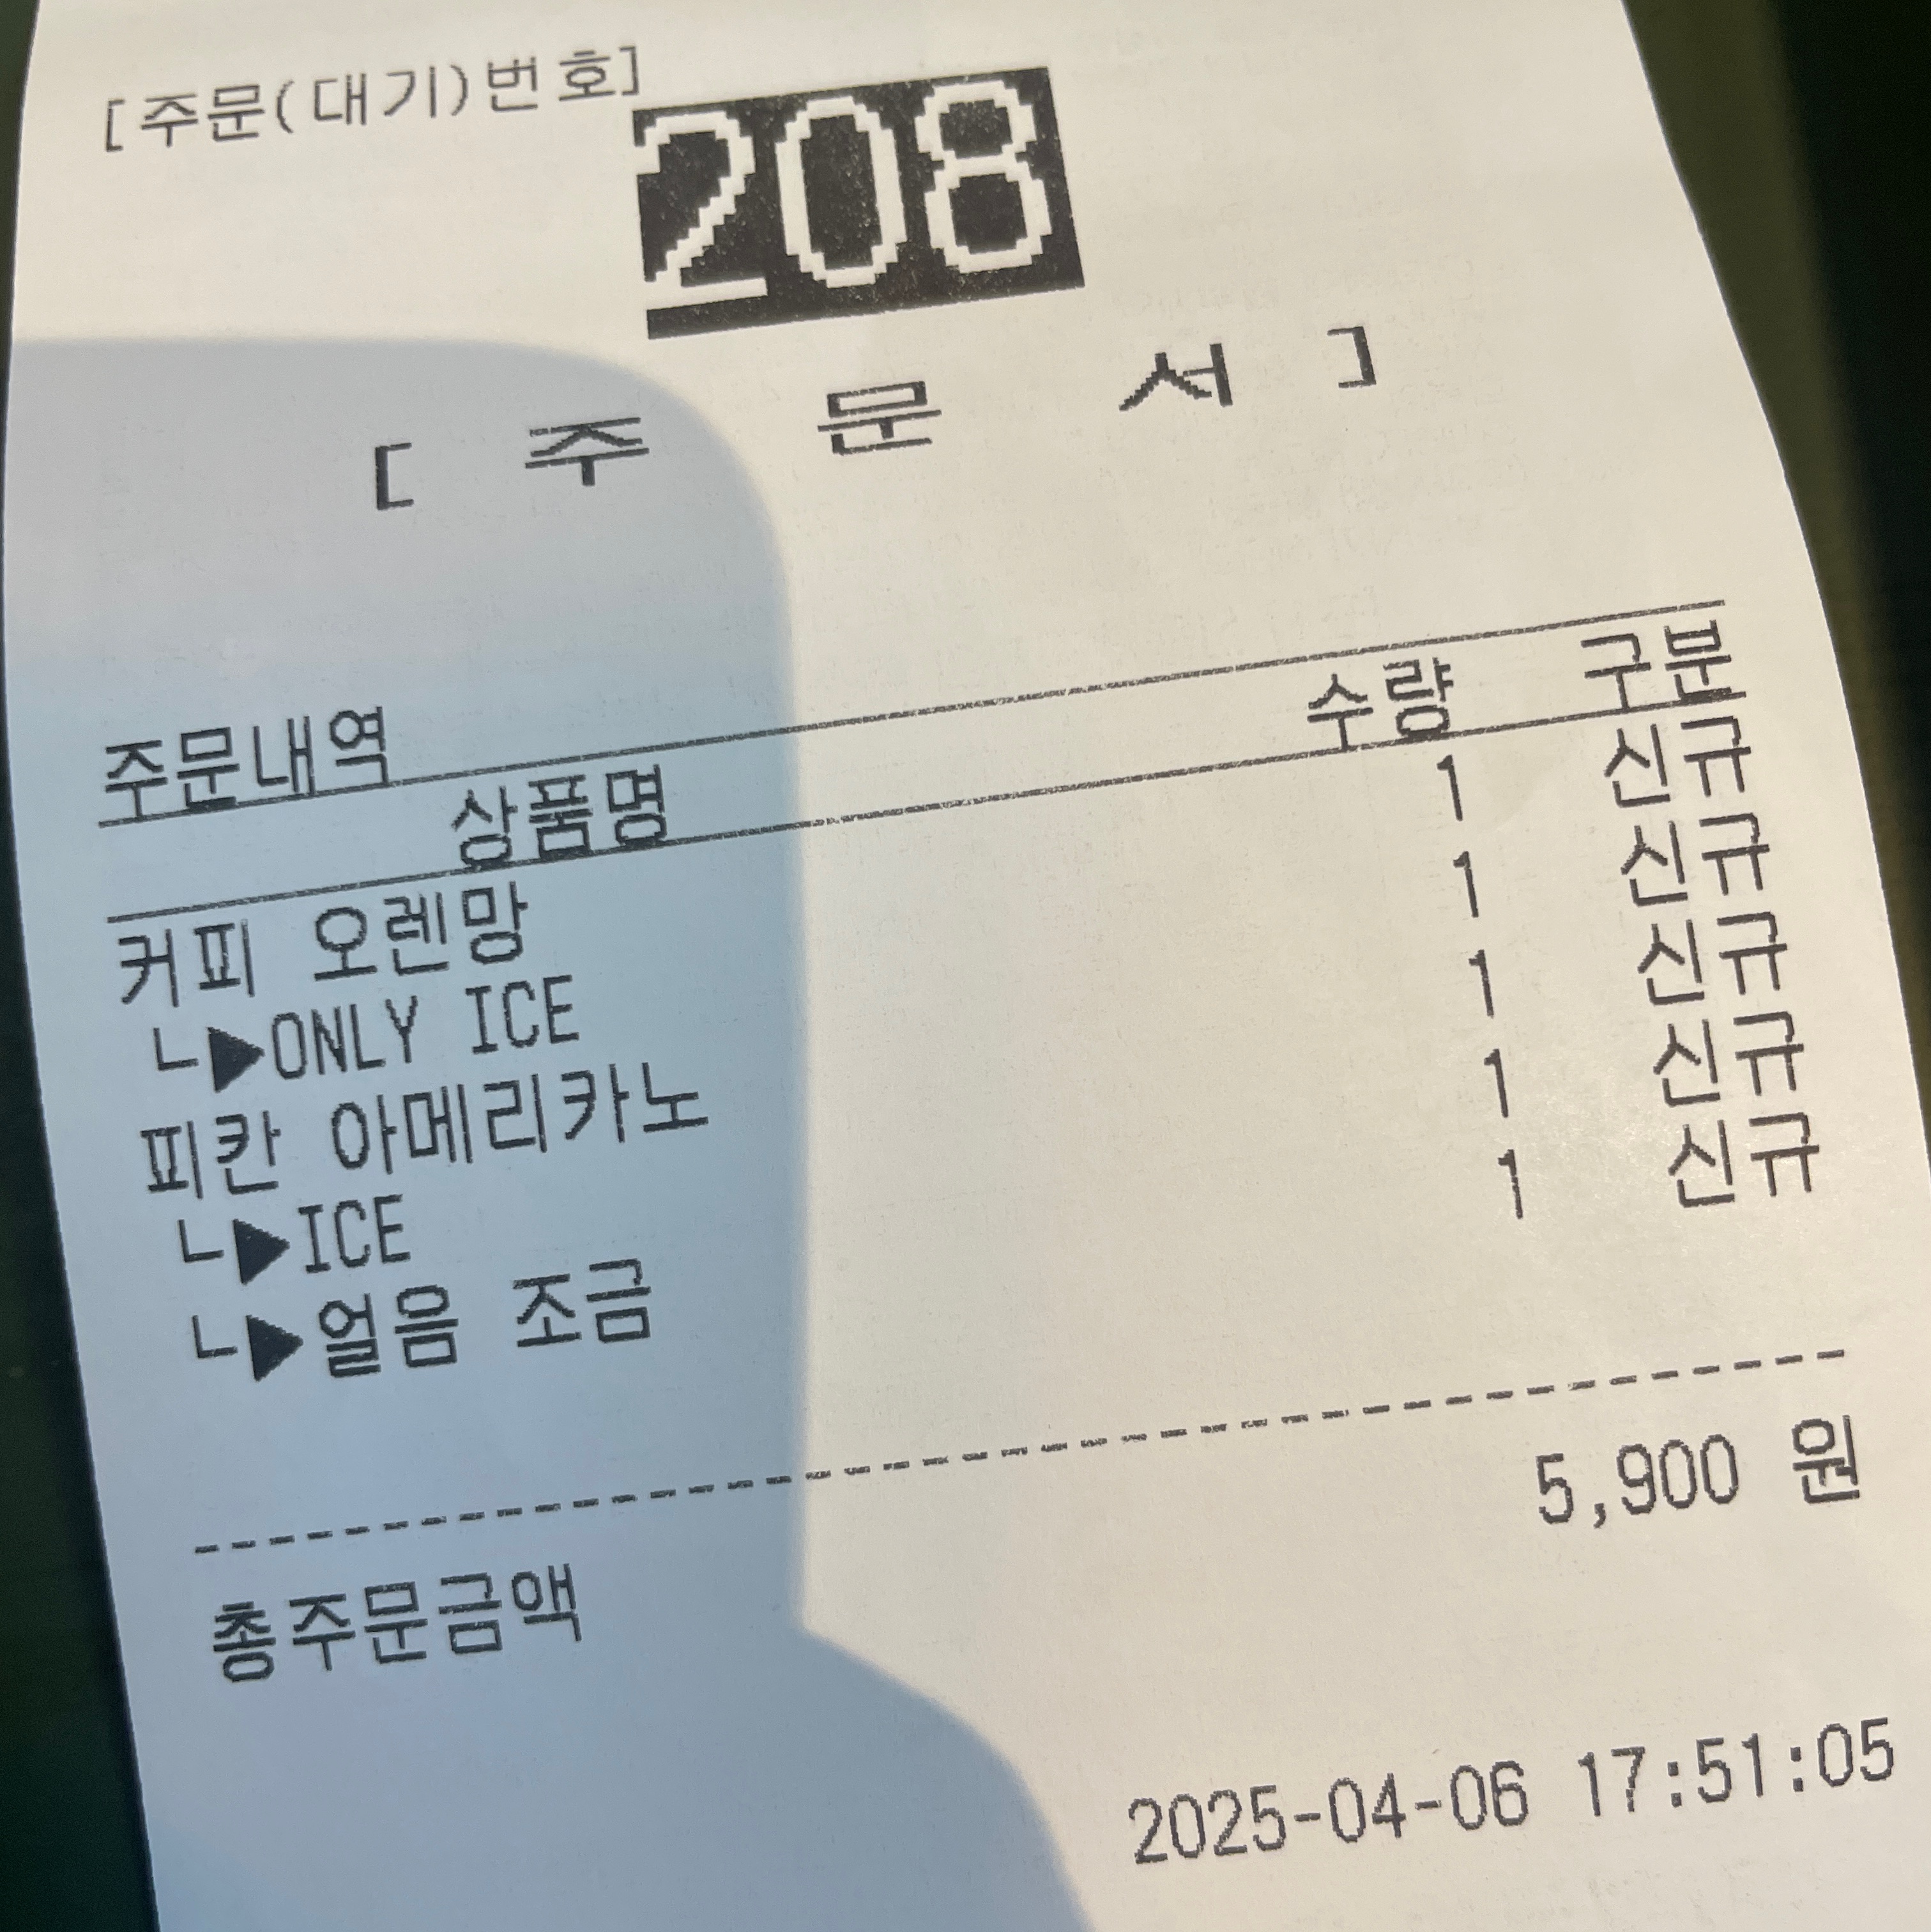 [주문(대기)번호]
208
[ 주 문 서 ]
주문내역
상품명 수량 구분
커피 오렌망 1 신규
└▶ONLY ICE 1 신규
피칸 아메리카노 1 신규
└▶ICE 1 신규
└▶얼음 조금 1 신규
총주문금액 5,900 원
2025-04-06 17:51:05